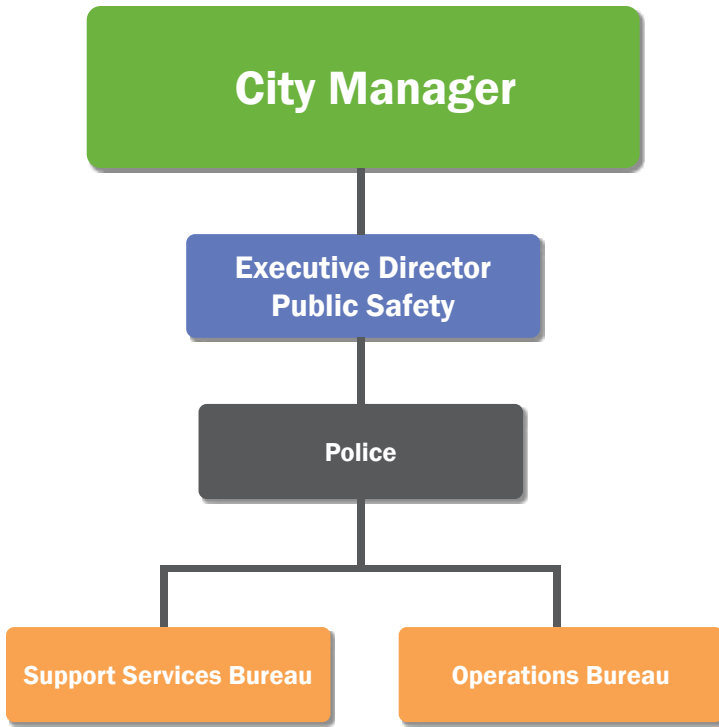 City Manager
Executive Director
Public Safety
Police
Support Services Bureau
Operations Bureau